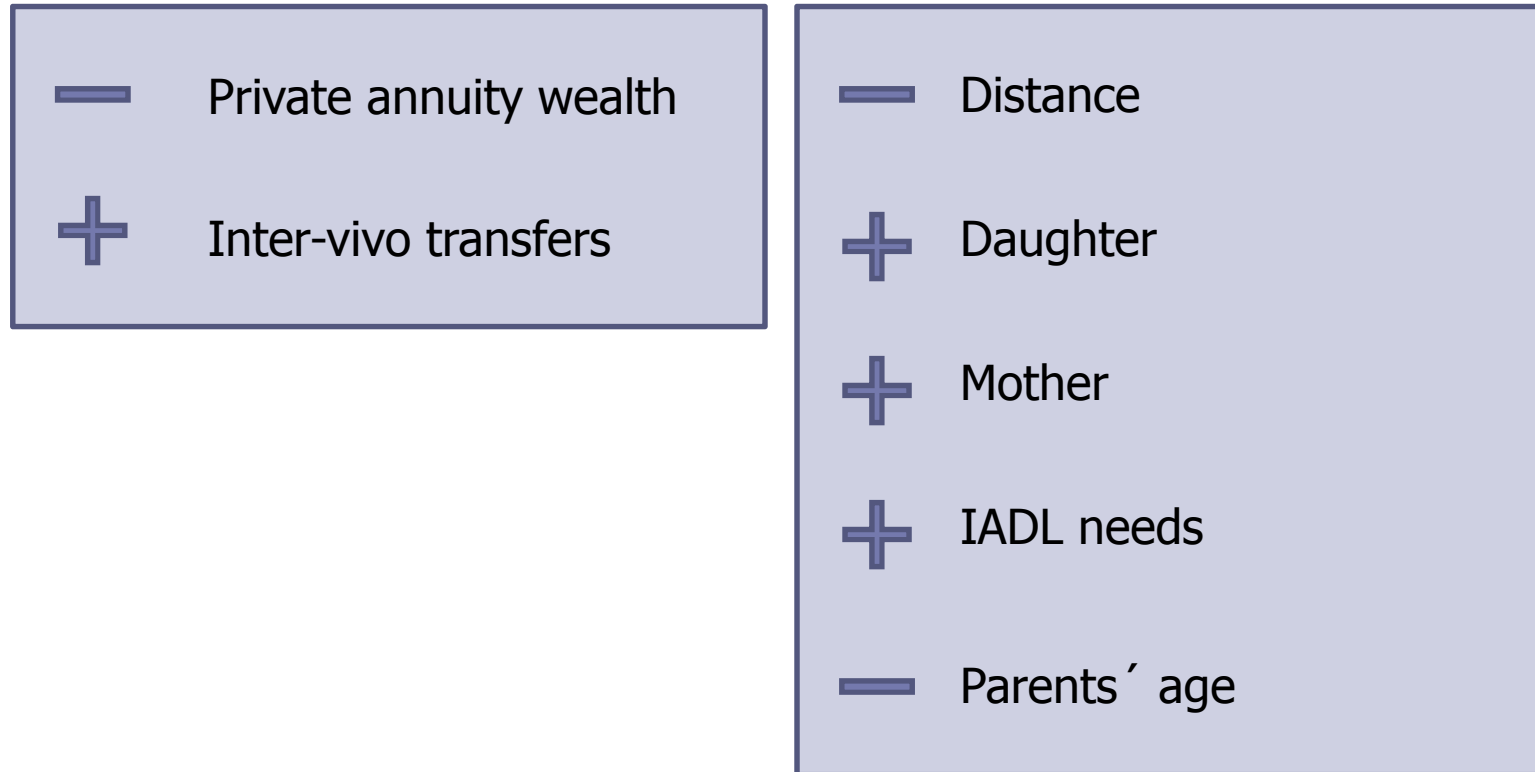 Private annuity wealth
Inter-vivo transfers
Distance
Daughter
Mother
IADL needs
Parents´ age